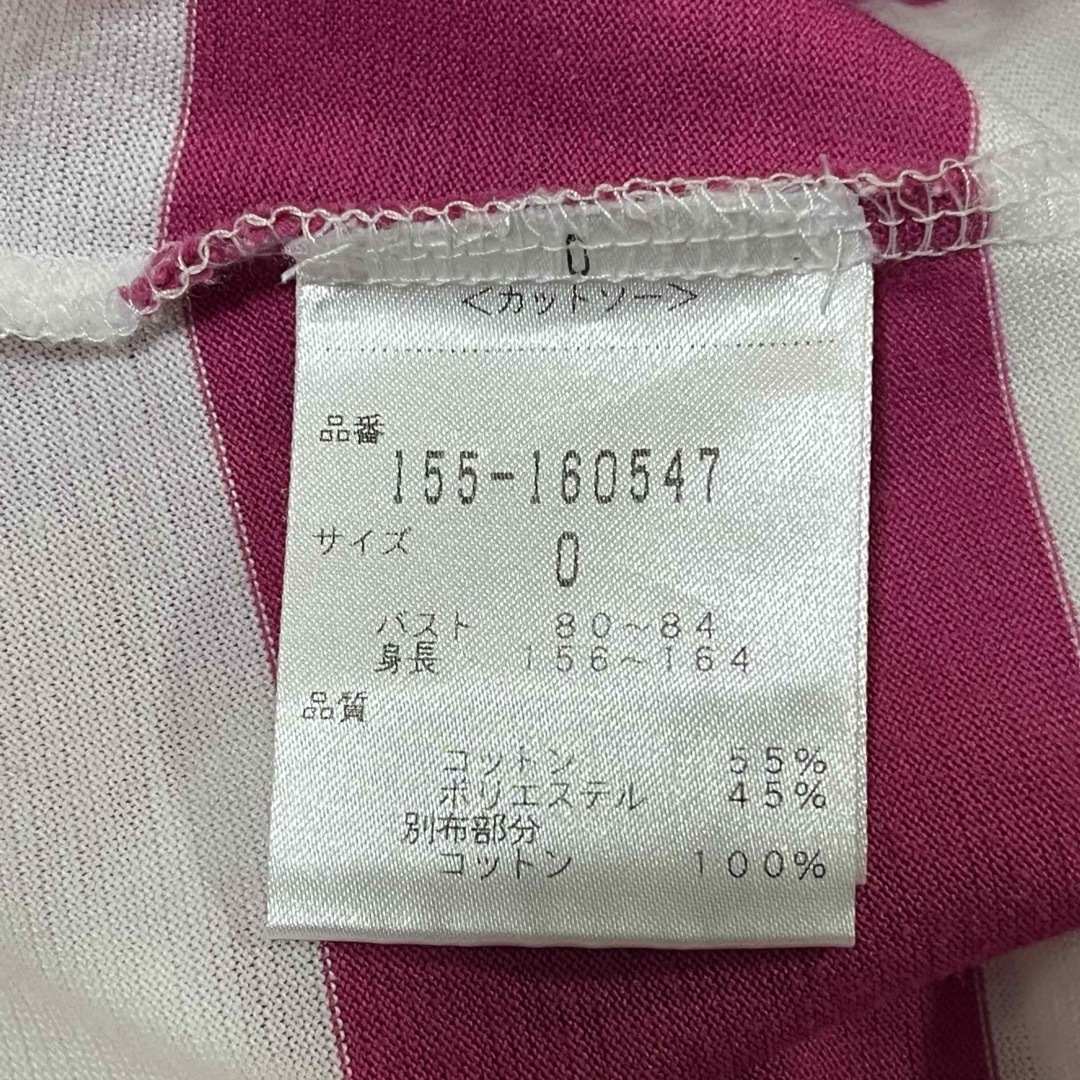 0
<カットソー>
品番
155-160547
サイズ
0
バスト 80~84
身長 156~164
品質
コットン 55%
ポリエステル 45%
別布部分
コットン 100%